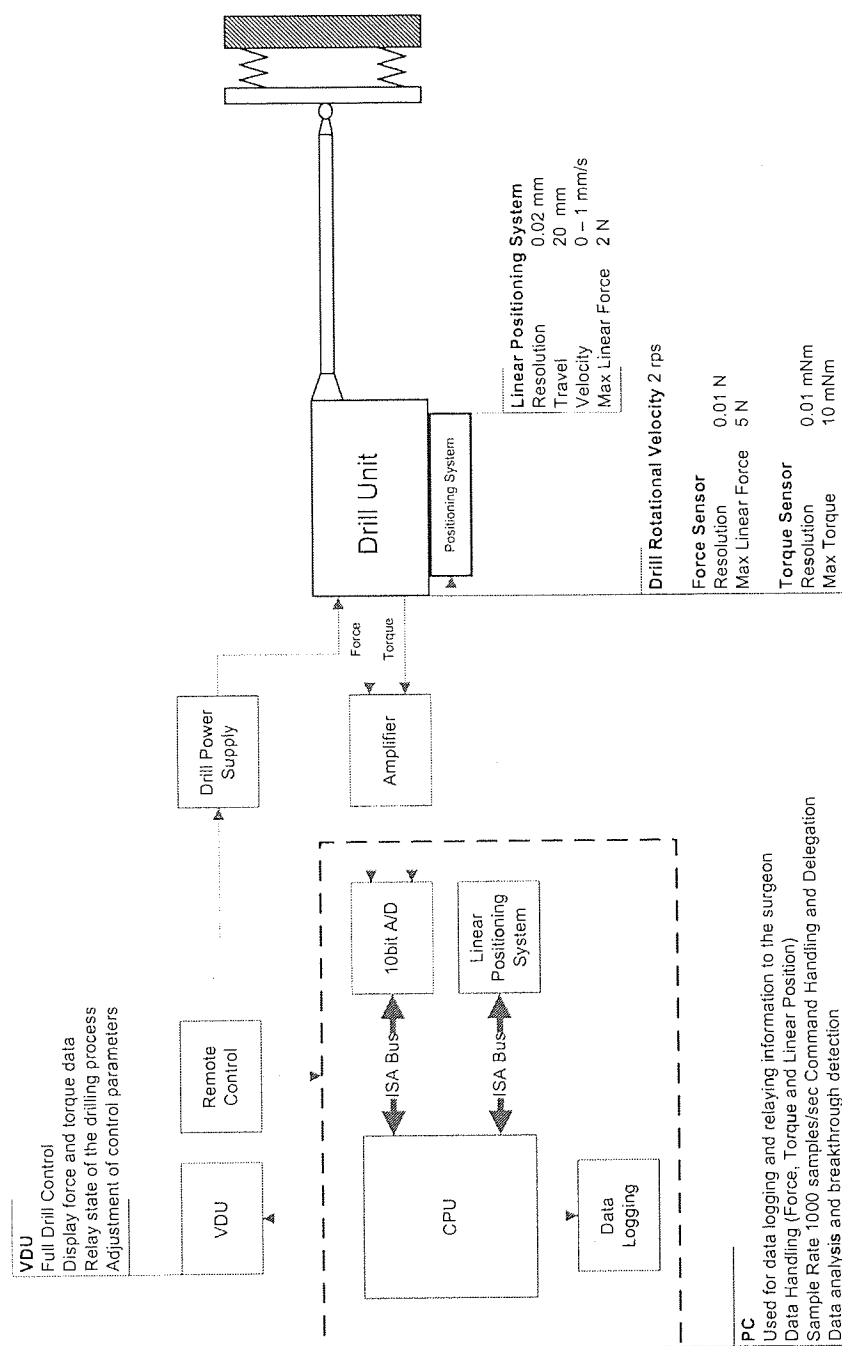 VDU
Full Drill Control
Display force and torque data
Relay state of the drilling process
Adjustment of control parameters
VDU
Remote
Control
Drill Power
Supply
CPU
ISA Bus
ISA Bus
10bit A/D
Linear
Positioning
System
Data
Logging
Amplifier
Force
Torque
Drill Unit
Positioning System
Linear Positioning System
Resolution 0.02 mm
Travel 20 mm
Velocity 0 – 1 mm/s
Max Linear Force 2 N
Drill Rotational Velocity 2 rps
Force Sensor
Resolution 0.01 N
Max Linear Force 5 N
Torque Sensor
Resolution 0.01 mNm
Max Torque 10 mNm
PC
Used for data logging and relaying information to the surgeon
Data Handling (Force, Torque and Linear Position)
Sample Rate 1000 samples/sec Command Handling and Delegation
Data analysis and breakthrough detection